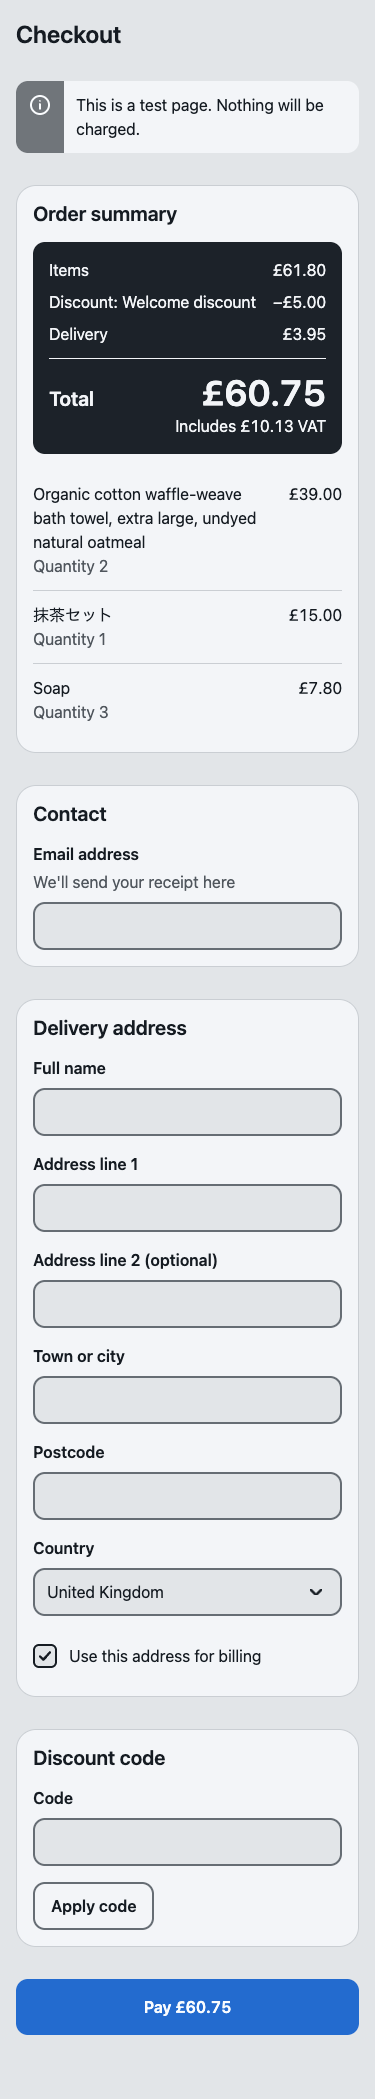 Checkout
This is a test page. Nothing will be
charged.
Order summary
Items £61.80
Discount: Welcome discount −£5.00
Delivery £3.95
Total £60.75
Includes £10.13 VAT
Organic cotton waffle-weave £39.00
bath towel, extra large, undyed
natural oatmeal
Quantity 2
抹茶セット £15.00
Quantity 1
Soap £7.80
Quantity 3
Contact
Email address
We'll send your receipt here
Delivery address
Full name
Address line 1
Address line 2 (optional)
Town or city
Postcode
Country
United Kingdom
Use this address for billing
Discount code
Code
Apply code
Pay £60.75